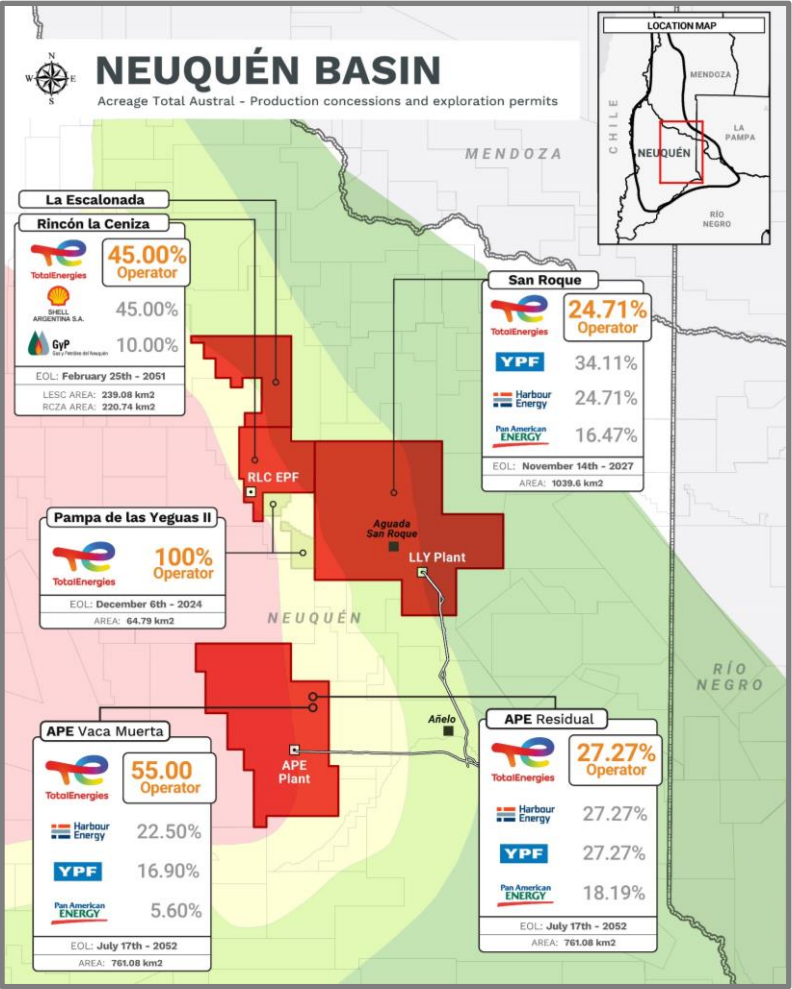 N
W E
S
NEUQUÉN BASIN
Acreage Total Austral - Production concessions and exploration permits
LOCATION MAP
MENDOZA
CHILE
LA
PAMPA
NEUQUÉN
RÍO
NEGRO
MENDOZA
La Escalonada
Rincón la Ceniza
TotalEnergies
45.00%
Operator
SHELL
ARGENTINA S.A.
45.00%
GyP
Gas y Petróleo del Neuquén
10.00%
EOL: February 25th - 2051
LESC AREA: 239.08 km2
RCZA AREA: 220.74 km2
San Roque
TotalEnergies
24.71%
Operator
YPF
34.11%
Harbour
Energy
24.71%
Pan American
ENERGY
16.47%
EOL: November 14th - 2027
AREA: 1039.6 km2
RLC EPF
Aguada
San Roque
LLY Plant
Pampa de las Yeguas II
TotalEnergies
100%
Operator
EOL: December 6th - 2024
AREA: 64.79 km2
NEUQUÉN
RÍO
NEGRO
Añelo
APE
Plant
APE Vaca Muerta
TotalEnergies
55.00
Operator
Harbour
Energy
22.50%
YPF
16.90%
Pan American
ENERGY
5.60%
EOL: July 17th - 2052
AREA: 761.08 km2
APE Residual
TotalEnergies
27.27%
Operator
Harbour
Energy
27.27%
YPF
27.27%
Pan American
ENERGY
18.19%
EOL: July 17th - 2052
AREA: 761.08 km2